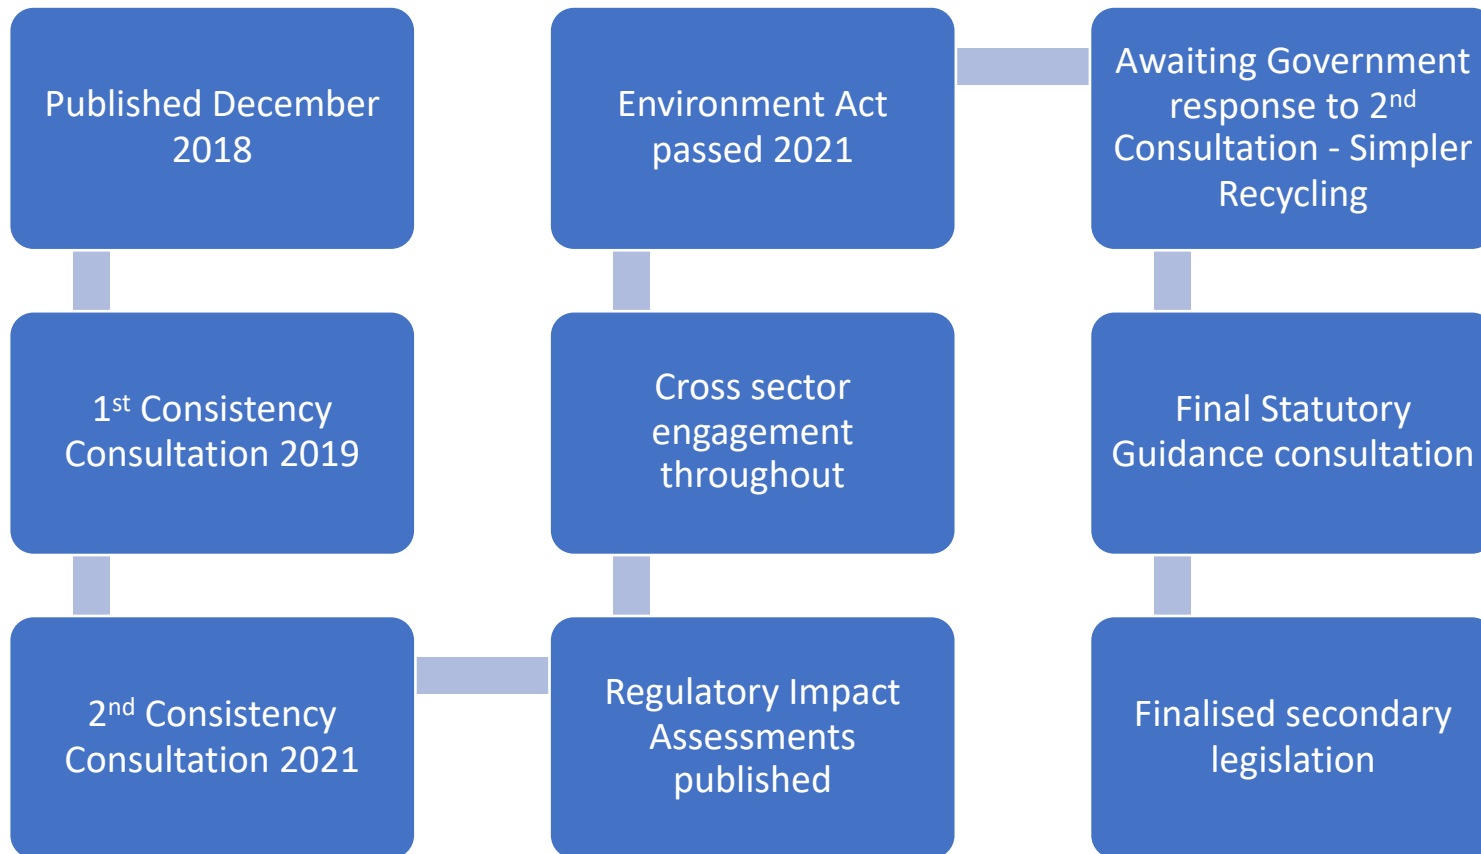 Published December
2018
1st Consistency
Consultation 2019
2nd Consistency
Consultation 2021
Regulatory Impact
Assessments
published
Cross sector
engagement
throughout
Environment Act
passed 2021
Awaiting Government
response to 2nd
Consultation - Simpler
Recycling
Final Statutory
Guidance consultation
Finalised secondary
legislation